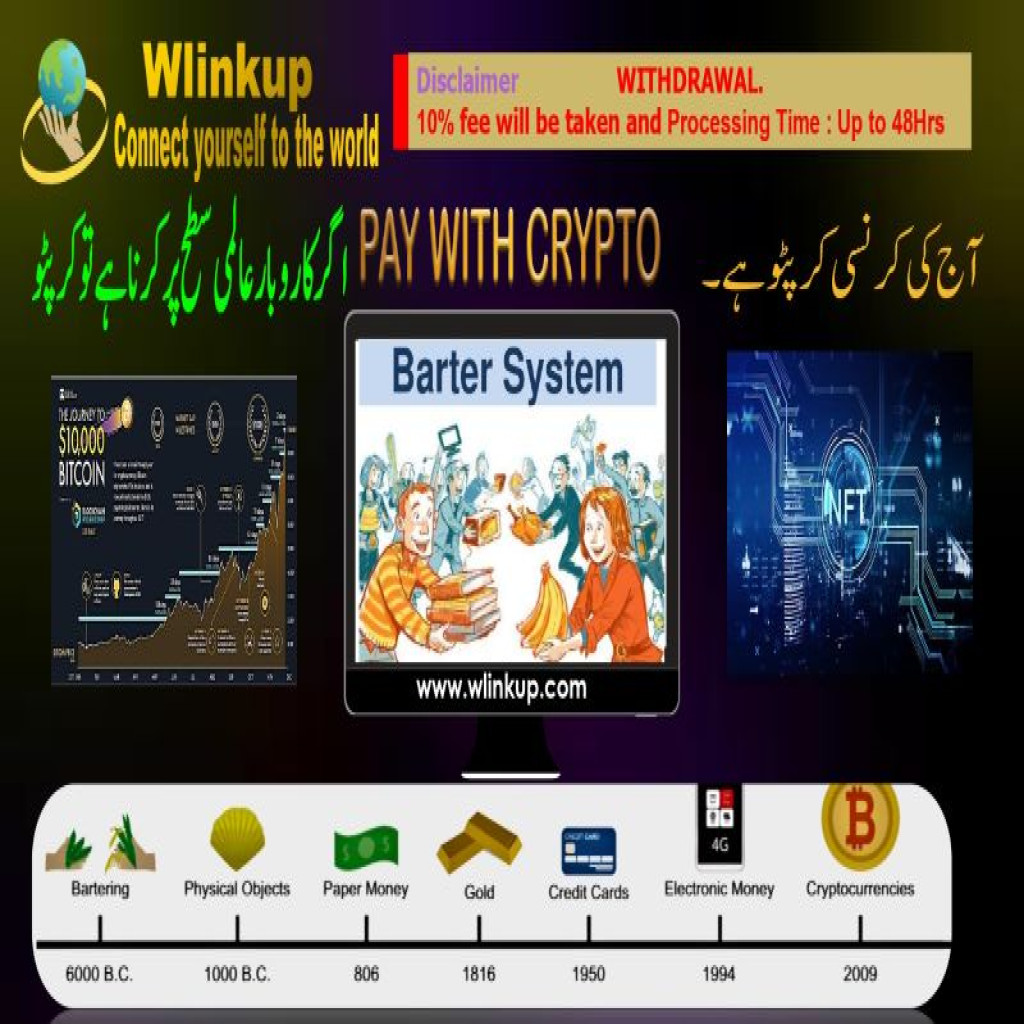 Wlinkup
Connect yourself to the world
Disclaimer WITHDRAWAL.
10% fee will be taken and Processing Time : Up to 48Hrs
اگر کاروبار عالمی سطح پر کرنا ہے تو کرپٹو
PAY WITH CRYPTO
آج کی کرنسی کرپٹو ہے۔
Barter System
THE JOURNEY TO
$10,000
BITCOIN
NFT
www.wlinkup.com
4G
CREDIT CARD
Bartering Physical Objects Paper Money Gold Credit Cards Electronic Money Cryptocurrencies
6000 B.C. 1000 B.C. 806 1816 1950 1994 2009